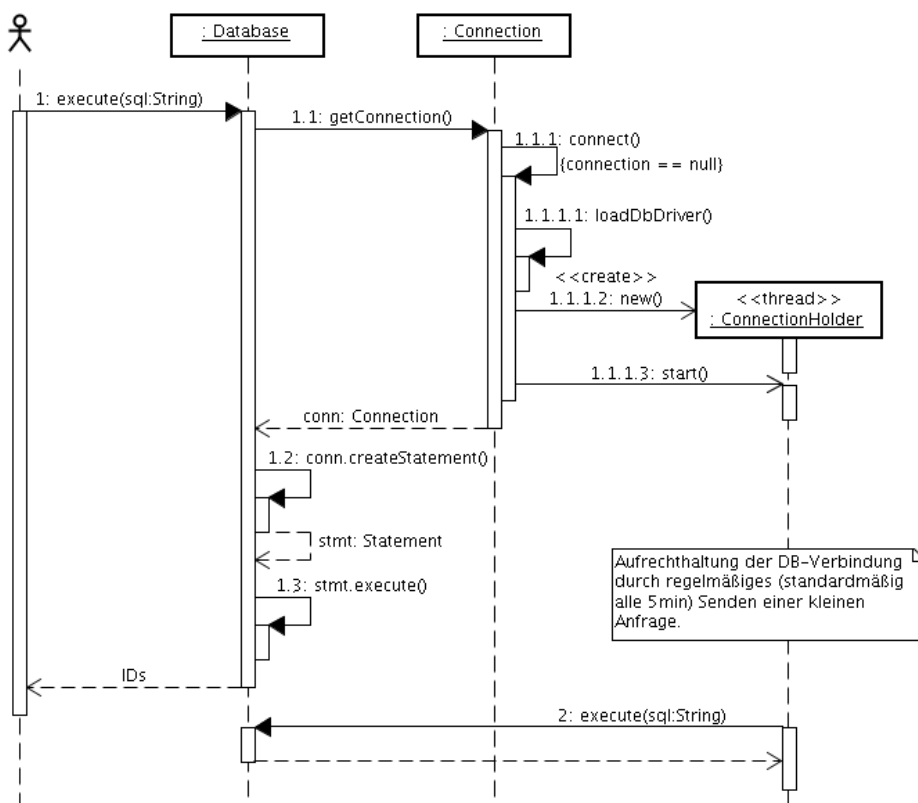 : Database
: Connection
1: execute(sql:String)
1.1: getConnection()
1.1.1: connect()
{connection == null}
1.1.1.1: loadDbDriver()
<<create>>
1.1.1.2: new()
<<thread>>
: ConnectionHolder
1.1.1.3: start()
conn: Connection
1.2: conn.createStatement()
stmt: Statement
Aufrechthaltung der DB-Verbindung
durch regelmäßiges (standardmäßig
alle 5min) Senden einer kleinen
Anfrage.
1.3: stmt.execute()
IDs
2: execute(sql:String)